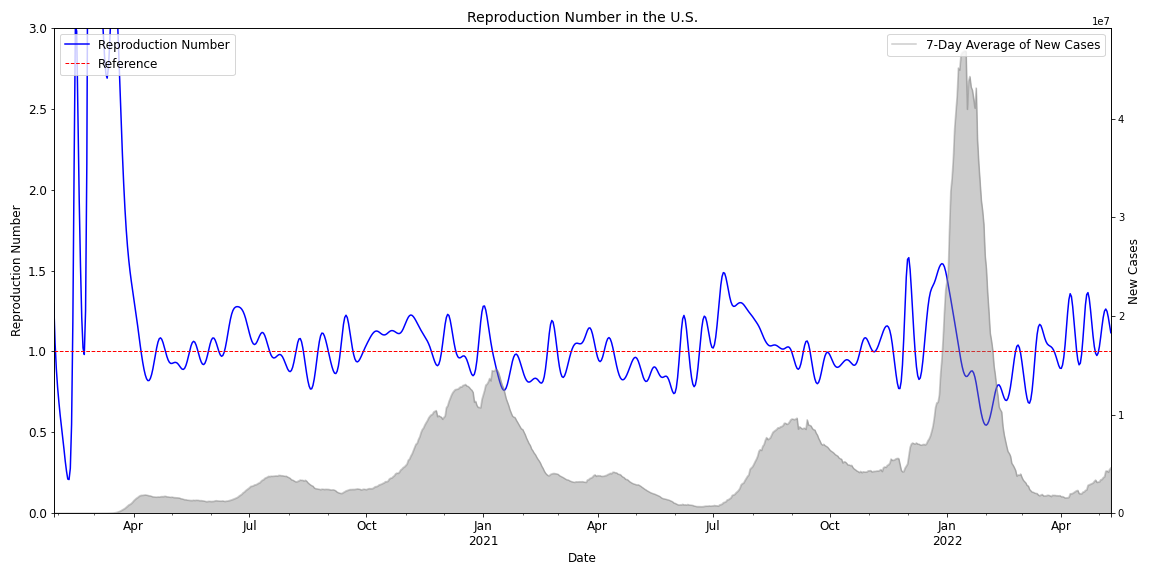 Reproduction Number in the U.S.
1e7
Reproduction Number
Reference
7-Day Average of New Cases
3.0
2.5
2.0
1.5
1.0
0.5
0.0
Reproduction Number
4
3
2
1
0
New Cases
Apr
Jul
Oct
Jan
2021
Apr
Jul
Oct
Jan
2022
Apr
Date